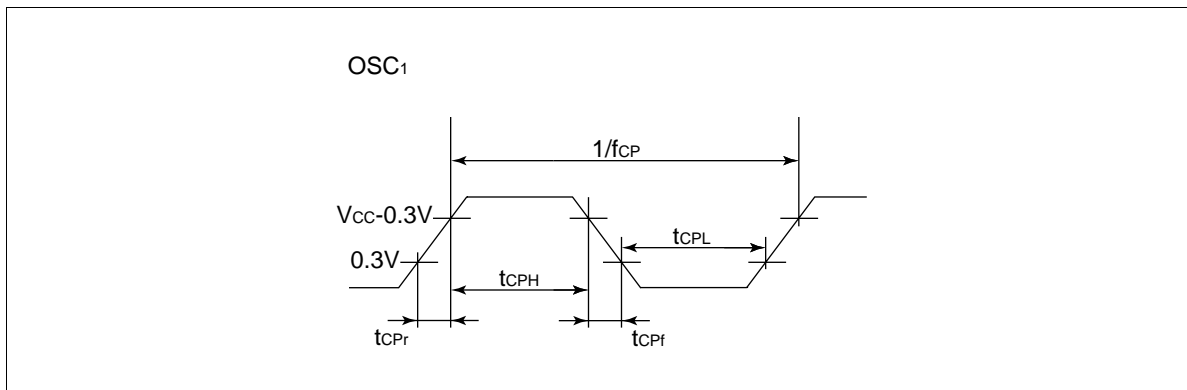 OSC1
1/fCP
VCC-0.3V
tCPL
0.3V
tCPH
tCPr
tCPf